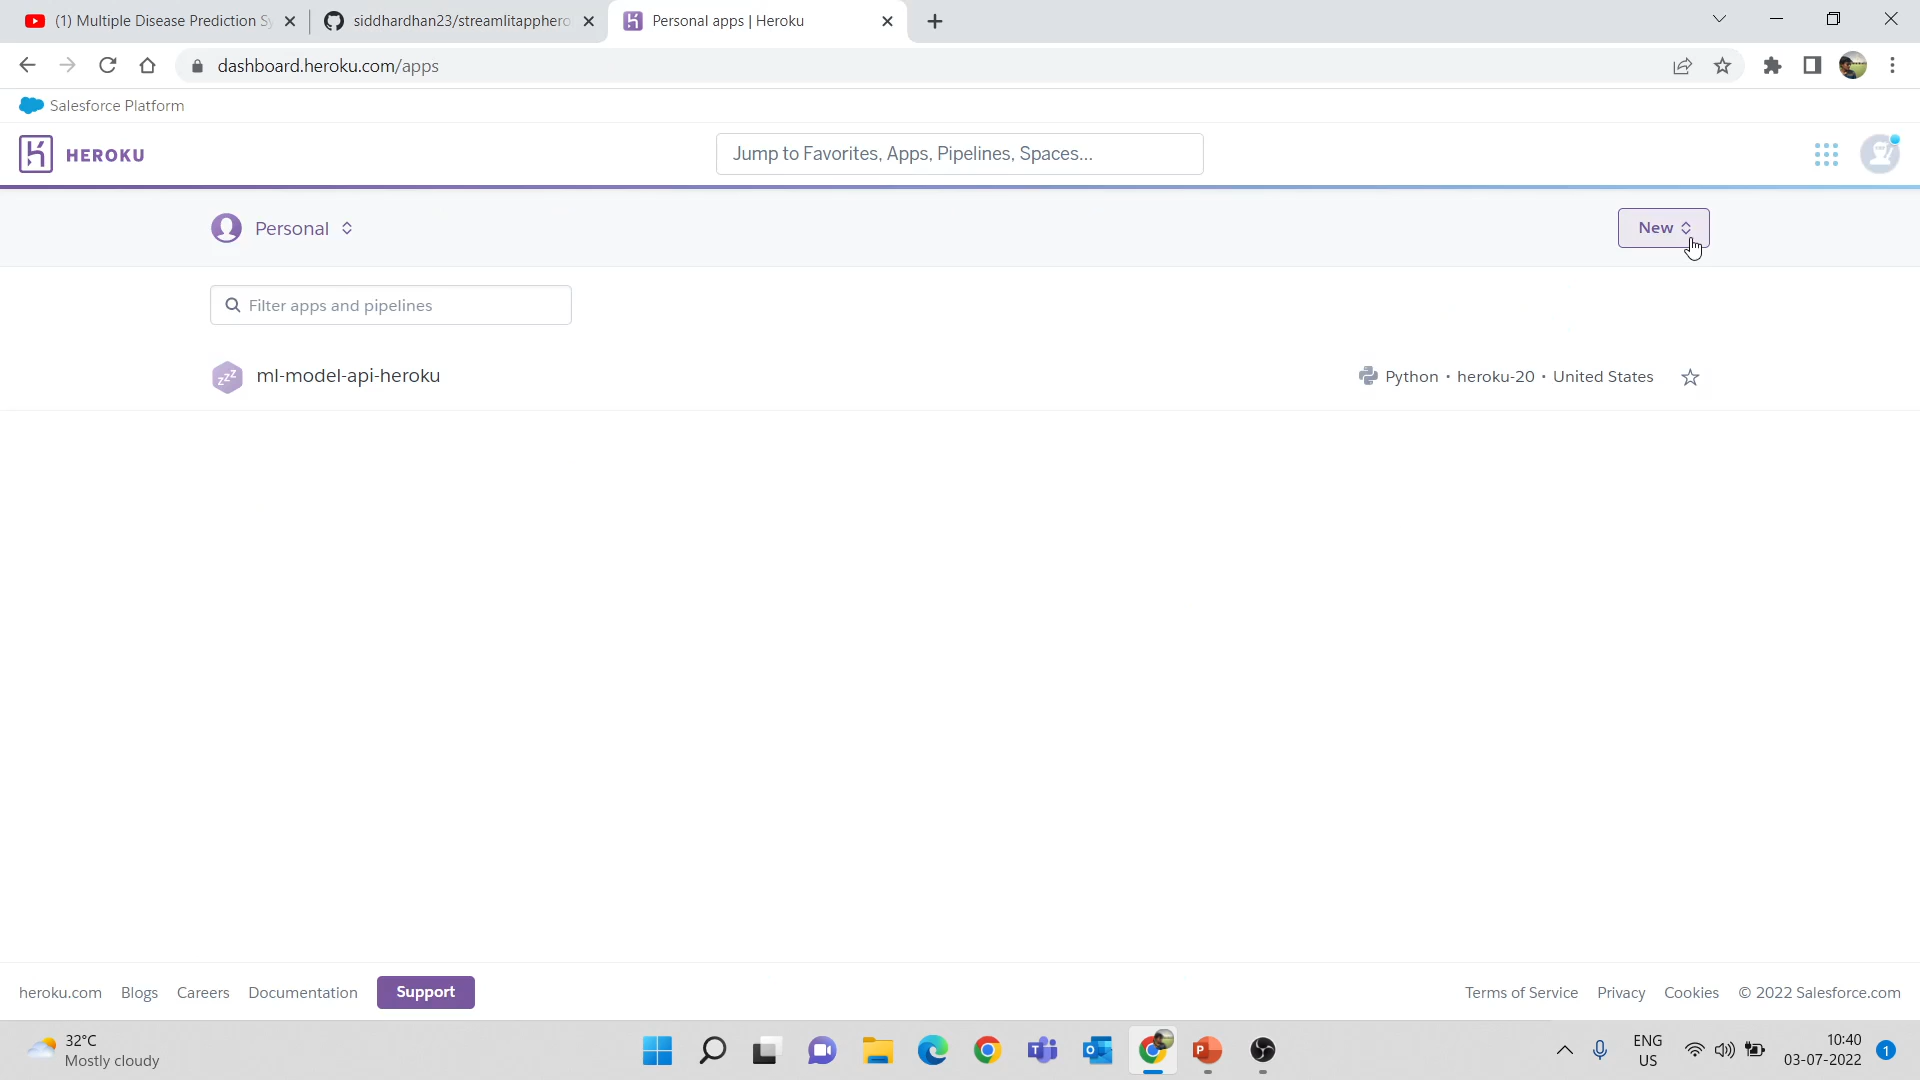 (1) Multiple Disease Prediction Sy
siddhardhan23/streamlitapphero
Personal apps | Heroku
dashboard.heroku.com/apps
Salesforce Platform
HEROKU
Jump to Favorites, Apps, Pipelines, Spaces...
Personal
New
Filter apps and pipelines
zzz
ml-model-api-heroku
Python • heroku-20 • United States
heroku.com Blogs Careers Documentation Support
Terms of Service Privacy Cookies © 2022 Salesforce.com
32°C
Mostly cloudy
ENG
US
10:40
03-07-2022
1